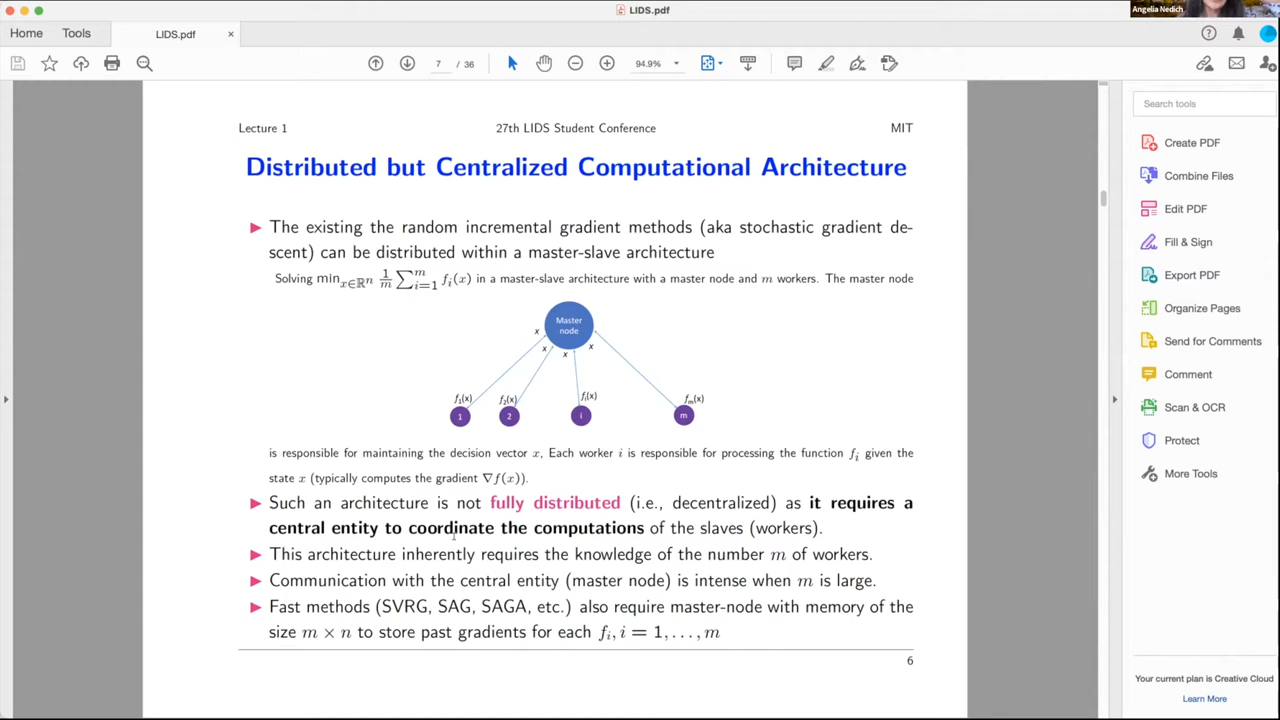 LIDS.pdf
Angelia Nedich
Home Tools LIDS.pdf ×
7 / 36 94.9%
Search tools
Create PDF
Combine Files
Edit PDF
Fill & Sign
Export PDF
Organize Pages
Send for Comments
Comment
Scan & OCR
Protect
More Tools
Your current plan is Creative Cloud
Learn More
Lecture 1 27th LIDS Student Conference MIT
Distributed but Centralized Computational Architecture
▶ The existing the random incremental gradient methods (aka stochastic gradient de-
scent) can be distributed within a master-slave architecture
Solving min_{x∈ℝⁿ} 1/m ∑_{i=1}^{m} f_i(x) in a master-slave architecture with a master node and m workers. The master node
Master
node
x x x x
f₁(x) f₂(x) fᵢ(x) fₘ(x)
1 2 i m
is responsible for maintaining the decision vector x, Each worker i is responsible for processing the function f_i given the
state x (typically computes the gradient ∇f(x)).
▶ Such an architecture is not fully distributed (i.e., decentralized) as it requires a
central entity to coordinate the computations of the slaves (workers).
▶ This architecture inherently requires the knowledge of the number m of workers.
▶ Communication with the central entity (master node) is intense when m is large.
▶ Fast methods (SVRG, SAG, SAGA, etc.) also require master-node with memory of the
size m × n to store past gradients for each f_i, i = 1, . . . , m
6